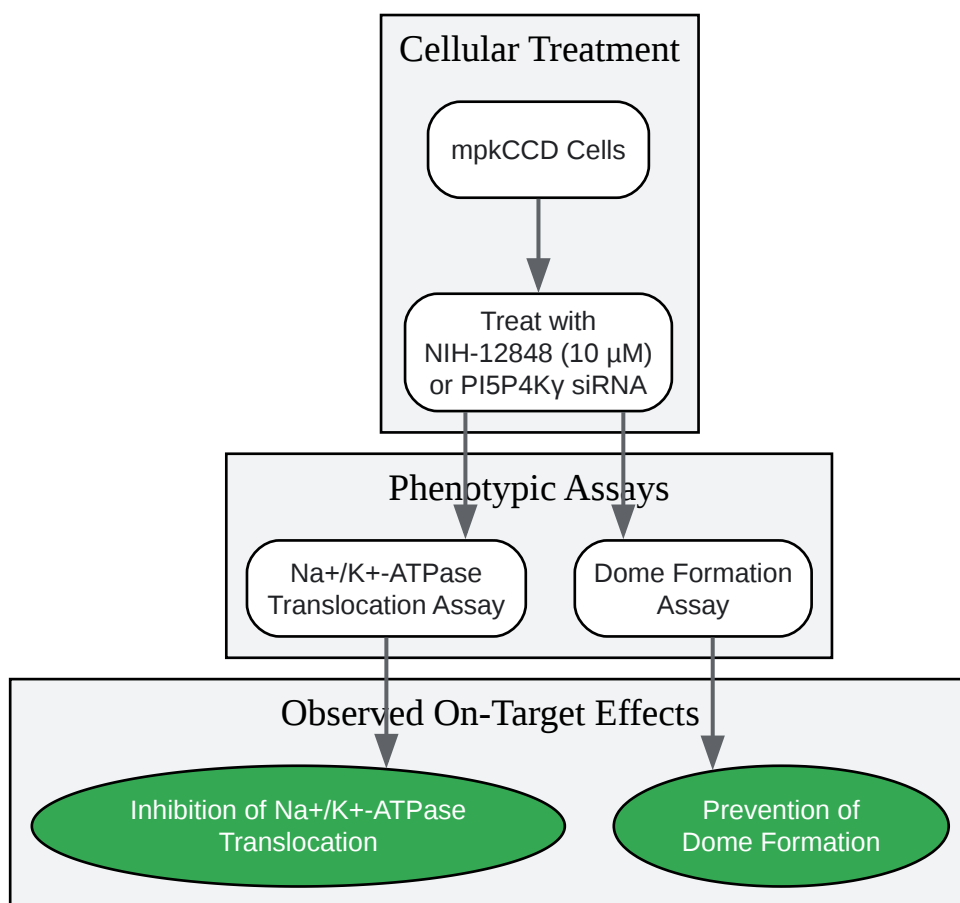 Cellular Treatment
mpkCCD Cells
Treat with
NIH-12848 (10 µM)
or PI5P4Kγ siRNA
Phenotypic Assays
Na+/K+-ATPase
Translocation Assay
Dome Formation
Assay
Observed On-Target Effects
Inhibition of Na+/K+-ATPase
Translocation
Prevention of
Dome Formation